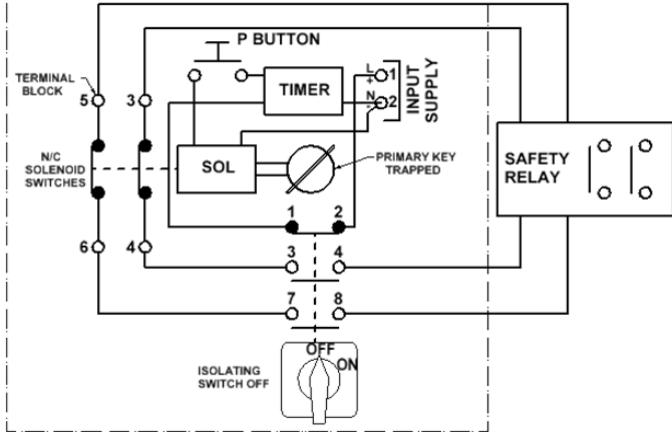 P BUTTON
TERMINAL
BLOCK
5
3
TIMER
L
+
1
N
-
2
INPUT
SUPPLY
N/C
SOLENOID
SWITCHES
SOL
PRIMARY KEY
TRAPPED
SAFETY
RELAY
1
2
6
4
3
4
7
8
OFF
ON
ISOLATING
SWITCH OFF